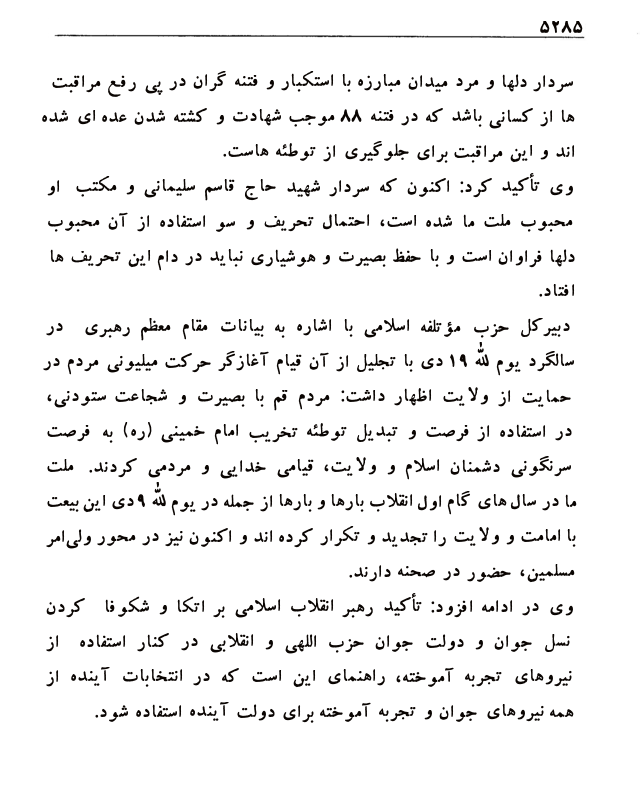 ۵۲۸۵
سردار دلها و مرد میدان مبارزه با استکبار و فتنه گران در پی رفع مراقبت
ها از کسانی باشد که در فتنه ۸۸ موجب شهادت و کشته شدن عده ای شده
اند و این مراقبت برای جلوگیری از توطئه هاست.
وی تأکید کرد: اکنون که سردار شهید حاج قاسم سلیمانی و مکتب او
محبوب ملت ما شده است، احتمال تحریف و سو استفاده از آن محبوب
دلها فراوان است و با حفظ بصیرت و هوشیاری نباید در دام این تحریف ها
افتاد.
دبیرکل حزب مؤتلفه اسلامی با اشاره به بیانات مقام معظم رهبری در
سالگرد یوم الله ۱۹ دی با تجلیل از آن قیام آغازگر حرکت میلیونی مردم در
حمایت از ولایت اظهار داشت: مردم قم با بصیرت و شجاعت ستودنی،
در استفاده از فرصت و تبدیل توطئه تخریب امام خمینی (ره) به فرصت
سرنگونی دشمنان اسلام و ولایت، قیامی خدایی و مردمی کردند. ملت
ما در سال های گام اول انقلاب بارها و بارها از جمله در یوم الله ۹ دی این بیعت
با امامت و ولایت را تجدید و تکرار کرده اند و اکنون نیز در محور ولی‌امر
مسلمین، حضور در صحنه دارند.
وی در ادامه افزود: تأکید رهبر انقلاب اسلامی بر اتکا و شکوفا کردن
نسل جوان و دولت جوان حزب اللهی و انقلابی در کنار استفاده از
نیروهای تجربه آموخته، راهنمای این است که در انتخابات آینده از
همه نیروهای جوان و تجربه آموخته برای دولت آینده استفاده شود.